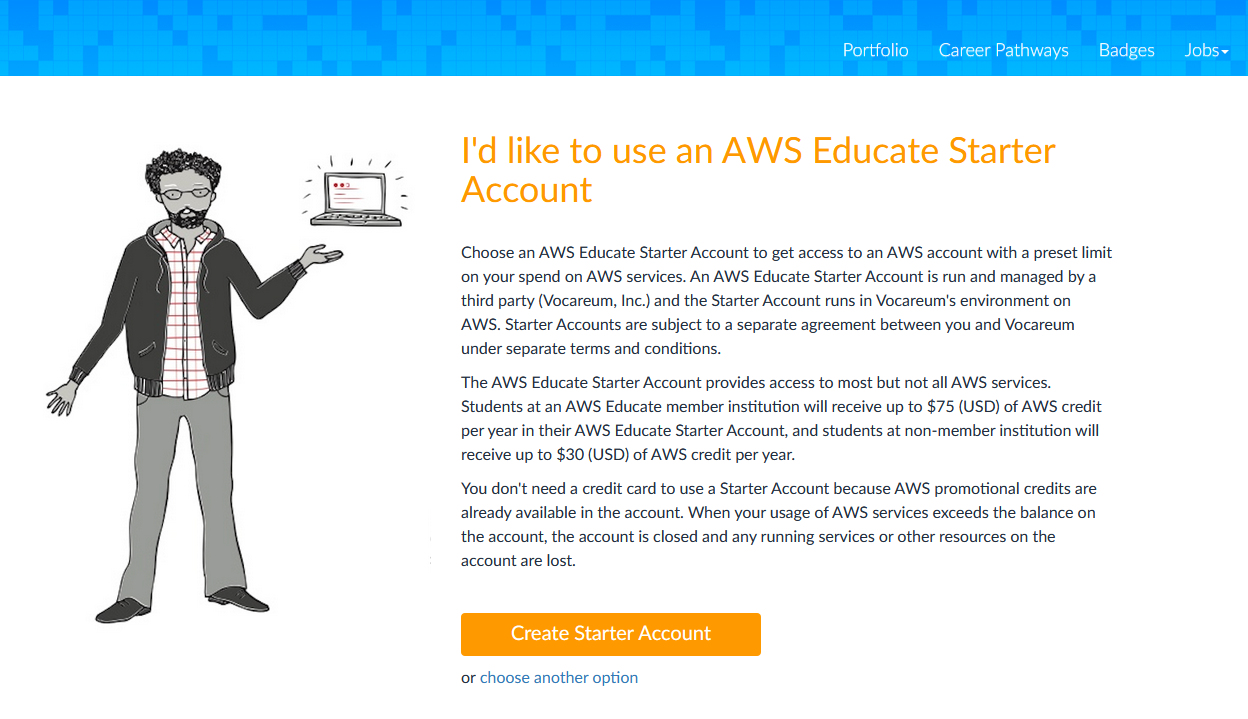 Portfolio Career Pathways Badges Jobs
I'd like to use an AWS Educate Starter
Account
Choose an AWS Educate Starter Account to get access to an AWS account with a preset limit
on your spend on AWS services. An AWS Educate Starter Account is run and managed by a
third party (Vocareum, Inc.) and the Starter Account runs in Vocareum's environment on
AWS. Starter Accounts are subject to a separate agreement between you and Vocareum
under separate terms and conditions.
The AWS Educate Starter Account provides access to most but not all AWS services.
Students at an AWS Educate member institution will receive up to $75 (USD) of AWS credit
per year in their AWS Educate Starter Account, and students at non-member institution will
receive up to $30 (USD) of AWS credit per year.
You don't need a credit card to use a Starter Account because AWS promotional credits are
already available in the account. When your usage of AWS services exceeds the balance on
the account, the account is closed and any running services or other resources on the
account are lost.
Create Starter Account
or choose another option